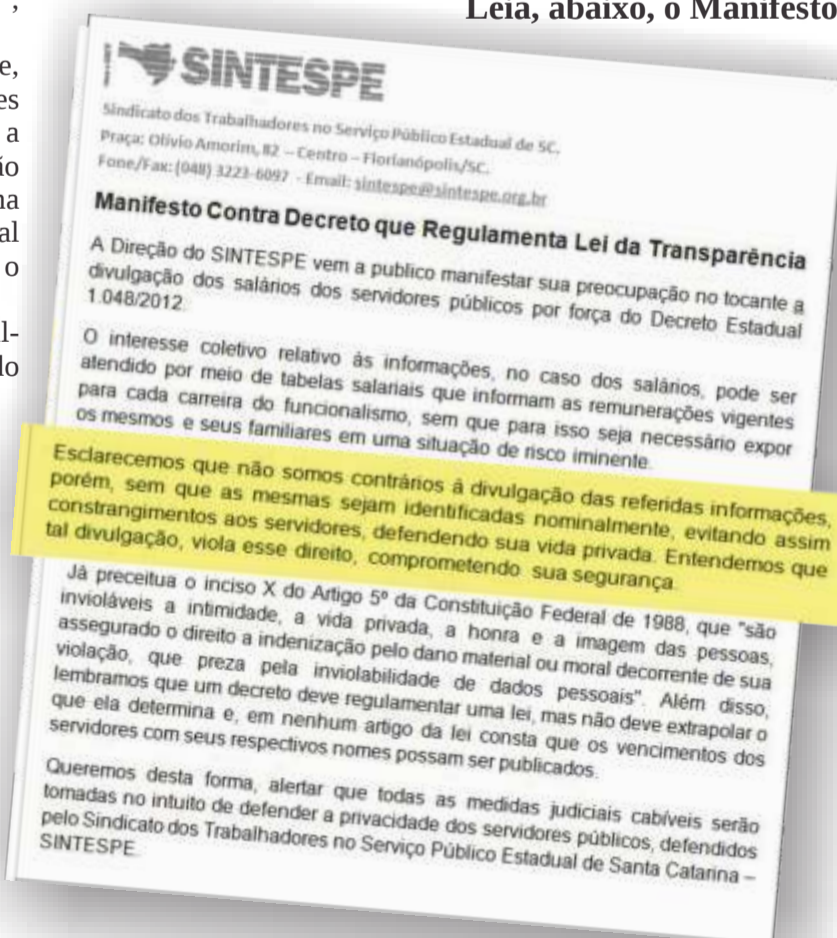 Leia, abaixo, o Manifesto
,
e,
es
a
ão
na
al
o
l-
do
SINTESPE
Sindicato dos Trabalhadores no Serviço Público Estadual de SC.
Praça: Olivio Amorim, 82 – Centro – Florianópolis/SC.
Fone/Fax: (048) 3223-6097 - Email: sintespe@sintespe.org.br
Manifesto Contra Decreto que Regulamenta Lei da Transparência
A Direção do SINTESPE vem a publico manifestar sua preocupação no tocante a
divulgação dos salários dos servidores públicos por força do Decreto Estadual
1.048/2012.
O interesse coletivo relativo às informações, no caso dos salários, pode ser
atendido por meio de tabelas salariais que informam as remunerações vigentes
para cada carreira do funcionalismo, sem que para isso seja necessário expor
os mesmos e seus familiares em uma situação de risco iminente.
Esclarecemos que não somos contrários á divulgação das referidas informações,
porém, sem que as mesmas sejam identificadas nominalmente, evitando assim
constrangimentos aos servidores, defendendo sua vida privada. Entendemos que
tal divulgação, viola esse direito, comprometendo sua segurança.
Já preceitua o inciso X do Artigo 5º da Constituição Federal de 1988, que "são
invioláveis a intimidade, a vida privada, a honra e a imagem das pessoas,
assegurado o direito a indenização pelo dano material ou moral decorrente de sua
violação, que preza pela inviolabilidade de dados pessoais". Além disso,
lembramos que um decreto deve regulamentar uma lei, mas não deve extrapolar o
que ela determina e, em nenhum artigo da lei consta que os vencimentos dos
servidores com seus respectivos nomes possam ser publicados.
Queremos desta forma, alertar que todas as medidas judiciais cabíveis serão
tomadas no intuito de defender a privacidade dos servidores públicos, defendidos
pelo Sindicato dos Trabalhadores no Serviço Público Estadual de Santa Catarina –
SINTESPE.